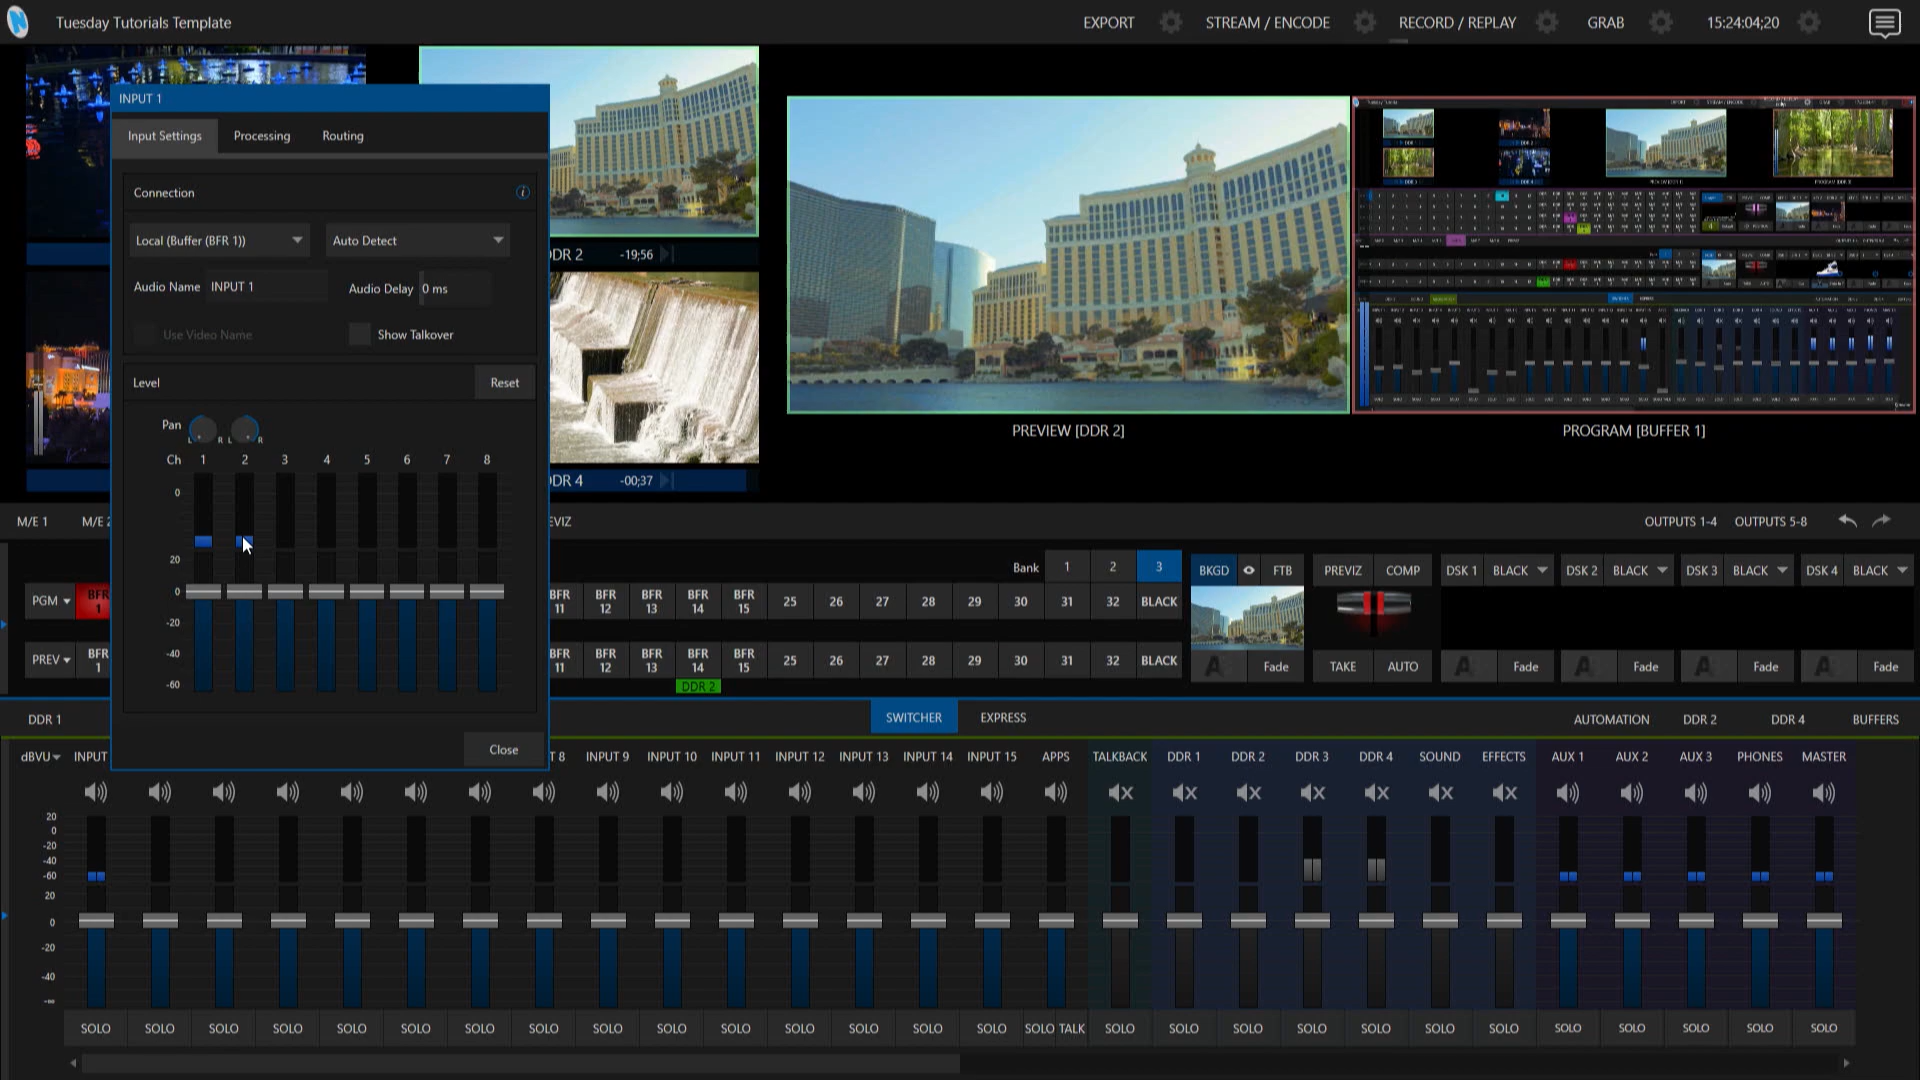 Tuesday Tutorials Template
EXPORT
STREAM / ENCODE
RECORD / REPLAY
GRAB
15:24:04;20
INPUT 1
Input Settings
Processing
Routing
Connection
Local (Buffer (BFR 1))
Auto Detect
Audio Name
INPUT 1
Audio Delay
0 ms
Use Video Name
Show Talkover
Level
Reset
Pan
L R L R
Ch 1 2 3 4 5 6 7 8
0
20
0
-20
-40
-60
Close
DDR 2 -19;56
DDR 4 -00;37
PREVIEW [DDR 2]
PROGRAM [BUFFER 1]
M/E 1
M/E 2
EVIZ
OUTPUTS 1-4
OUTPUTS 5-8
Bank 1 2 3
PGM
BFR 1
BFR 11
BFR 12
BFR 13
BFR 14
BFR 15
25 26 27 28 29 30 31 32 BLACK
PREV
BFR 1
BFR 11
BFR 12
BFR 13
BFR 14
BFR 15
25 26 27 28 29 30 31 32 BLACK
DDR 2
BKGD
FTB
PREVIZ
COMP
DSK 1 BLACK
DSK 2 BLACK
DSK 3 BLACK
DSK 4 BLACK
A Fade
TAKE
AUTO
A Fade
A Fade
A Fade
A Fade
DDR 1
SWITCHER
EXPRESS
AUTOMATION
DDR 2
DDR 4
BUFFERS
dBVU INPUT T 8 INPUT 9 INPUT 10 INPUT 11 INPUT 12 INPUT 13 INPUT 14 INPUT 15 APPS TALKBACK DDR 1 DDR 2 DDR 3 DDR 4 SOUND EFFECTS AUX 1 AUX 2 AUX 3 PHONES MASTER
20
0
-20
-40
-60
20
0
-20
-40
-∞
SOLO SOLO SOLO SOLO SOLO SOLO SOLO SOLO SOLO SOLO SOLO SOLO SOLO SOLO SOLO SOLO TALK SOLO SOLO SOLO SOLO SOLO SOLO SOLO SOLO SOLO SOLO SOLO SOLO